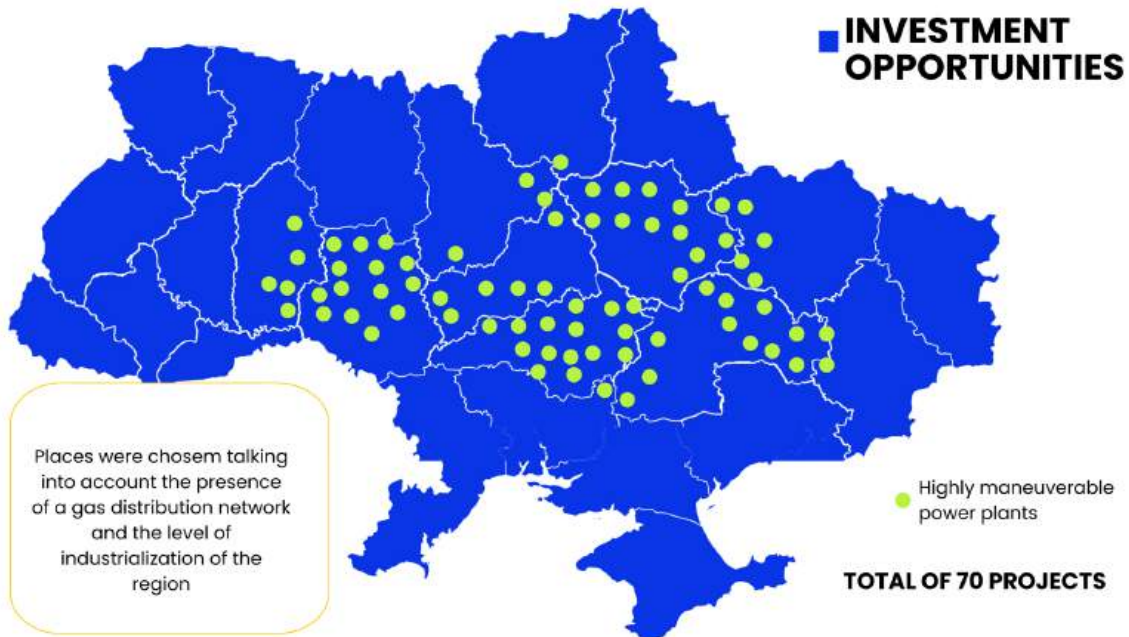 INVESTMENT
OPPORTUNITIES
Places were chosem talking
into account the presence
of a gas distribution network
and the level of
industrialization of the
region
Highly maneuverable
power plants
TOTAL OF 70 PROJECTS